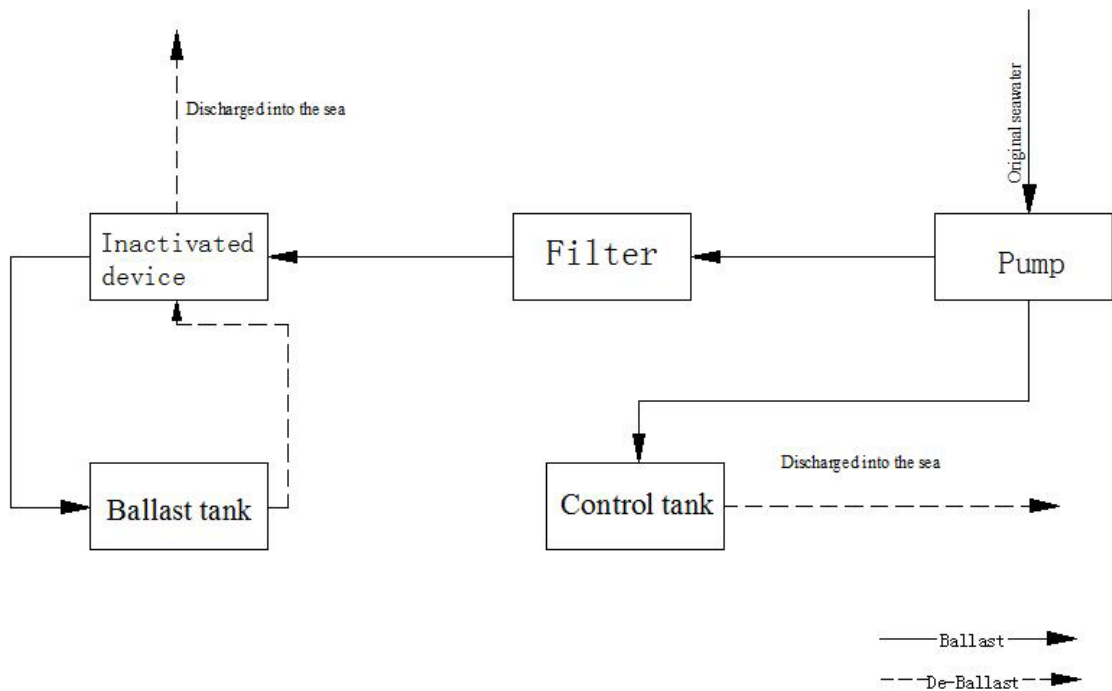 Original seawater
Discharged into the sea
Inactivated
device
Filter
Pump
Ballast tank
Control tank
Discharged into the sea
Ballast
De-Ballast